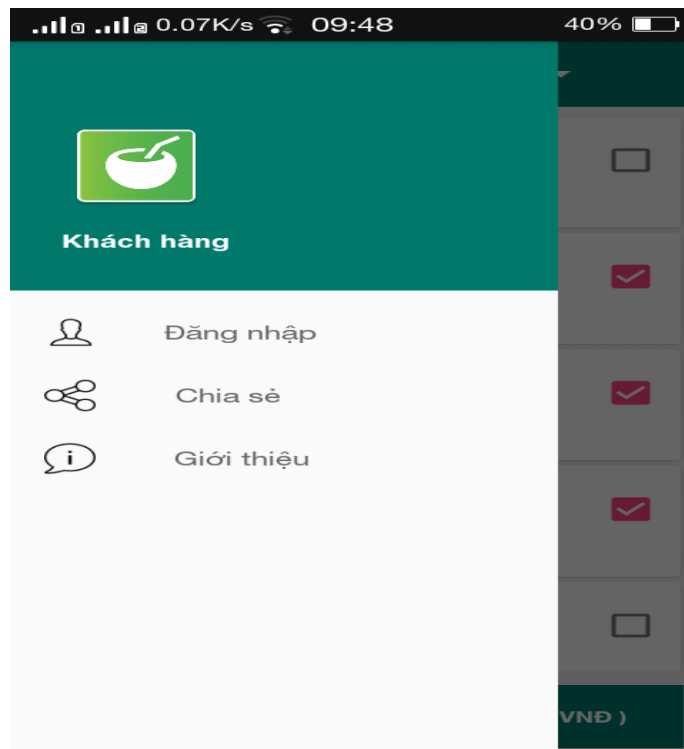 0.07K/s 09:48 40%
Khách hàng
Đăng nhập
Chia sẻ
Giới thiệu
VNĐ )